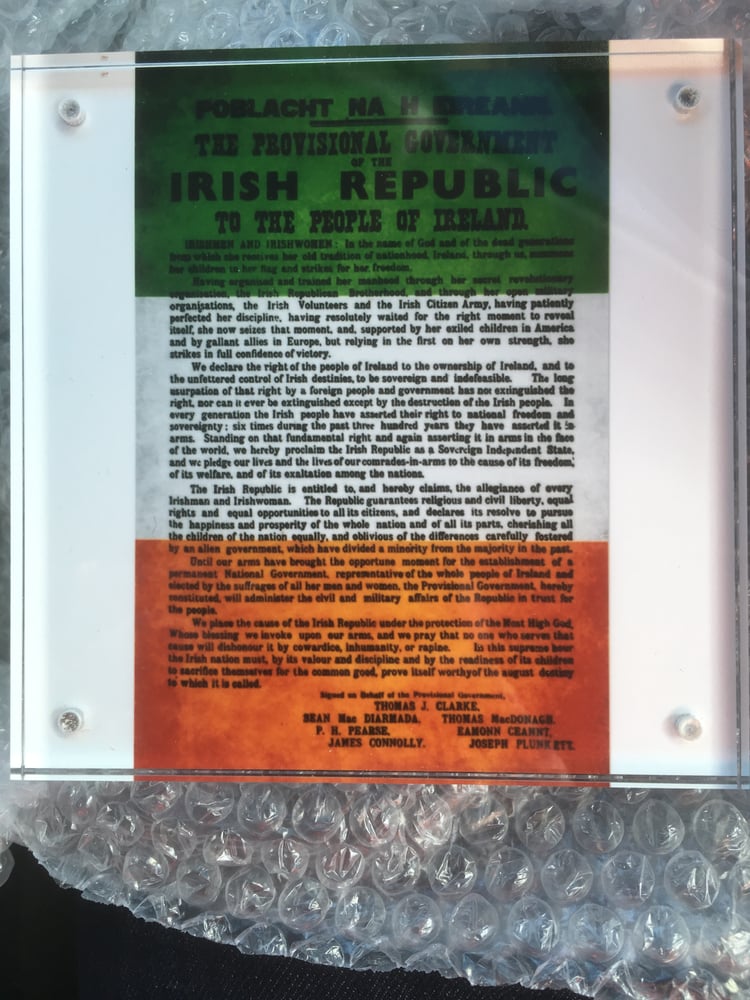 POBLACHT NA H EIREANN.
THE PROVISIONAL GOVERNMENT
OF THE
IRISH REPUBLIC
TO THE PEOPLE OF IRELAND.
IRISHMEN AND IRISHWOMEN: In the name of God and of the dead generations
from which she receives her old tradition of nationhood, Ireland, through us, summons
her children to her flag and strikes for her freedom.
Having organised and trained her manhood through her secret revolutionary
organisation, the Irish Republican Brotherhood, and through her open military
organisations, the Irish Volunteers and the Irish Citizen Army, having patiently
perfected her discipline, having resolutely waited for the right moment to reveal
itself, she now seizes that moment, and, supported by her exiled children in America
and by gallant allies in Europe, but relying in the first on her own strength, she
strikes in full confidence of victory.
We declare the right of the people of Ireland to the ownership of Ireland, and to
the unfettered control of Irish destinies, to be sovereign and indefeasible. The long
usurpation of that right by a foreign people and government has not extinguished the
right, nor can it ever be extinguished except by the destruction of the Irish people. In
every generation the Irish people have asserted their right to national freedom and
sovereignty; six times during the past three hundred years they have asserted it in
arms. Standing on that fundamental right and again asserting it in arms in the face
of the world, we hereby proclaim the Irish Republic as a Sovereign Independent State,
and we pledge our lives and the lives of our comrades-in-arms to the cause of its freedom,
of its welfare, and of its exaltation among the nations.
The Irish Republic is entitled to, and hereby claims, the allegiance of every
Irishman and Irishwoman. The Republic guarantees religious and civil liberty, equal
rights and equal opportunities to all its citizens, and declares its resolve to pursue
the happiness and prosperity of the whole nation and of all its parts, cherishing all
the children of the nation equally, and oblivious of the differences carefully fostered
by an alien government, which have divided a minority from the majority in the past.
Until our arms have brought the opportune moment for the establishment of a
permanent National Government, representative of the whole people of Ireland and
elected by the suffrages of all her men and women, the Provisional Government, hereby
constituted, will administer the civil and military affairs of the Republic in trust for
the people.
We place the cause of the Irish Republic under the protection of the Most High God,
Whose blessing we invoke upon our arms, and we pray that no one who serves that
cause will dishonour it by cowardice, inhumanity, or rapine. In this supreme hour
the Irish nation must, by its valour and discipline and by the readiness of its children
to sacrifice themselves for the common good, prove itself worthy of the august destiny
to which it is called.
Signed on Behalf of the Provisional Government,
THOMAS J. CLARKE,
SEAN Mac DIARMADA, THOMAS MacDONAGH,
P. H. PEARSE, EAMONN CEANNT,
JAMES CONNOLLY. JOSEPH PLUNKETT.